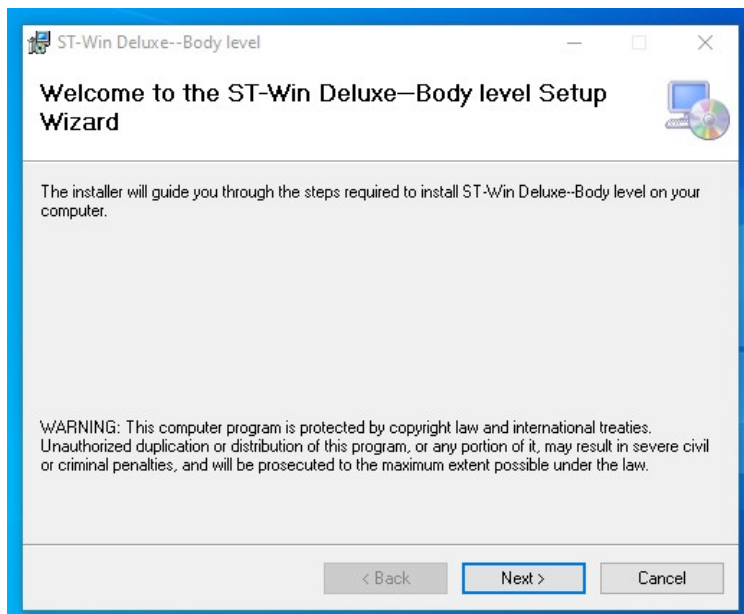 ST-Win Deluxe--Body level
Welcome to the ST-Win Deluxe—Body level Setup
Wizard
The installer will guide you through the steps required to install ST-Win Deluxe--Body level on your
computer.
WARNING: This computer program is protected by copyright law and international treaties.
Unauthorized duplication or distribution of this program, or any portion of it, may result in severe civil
or criminal penalties, and will be prosecuted to the maximum extent possible under the law.
< Back
Next >
Cancel